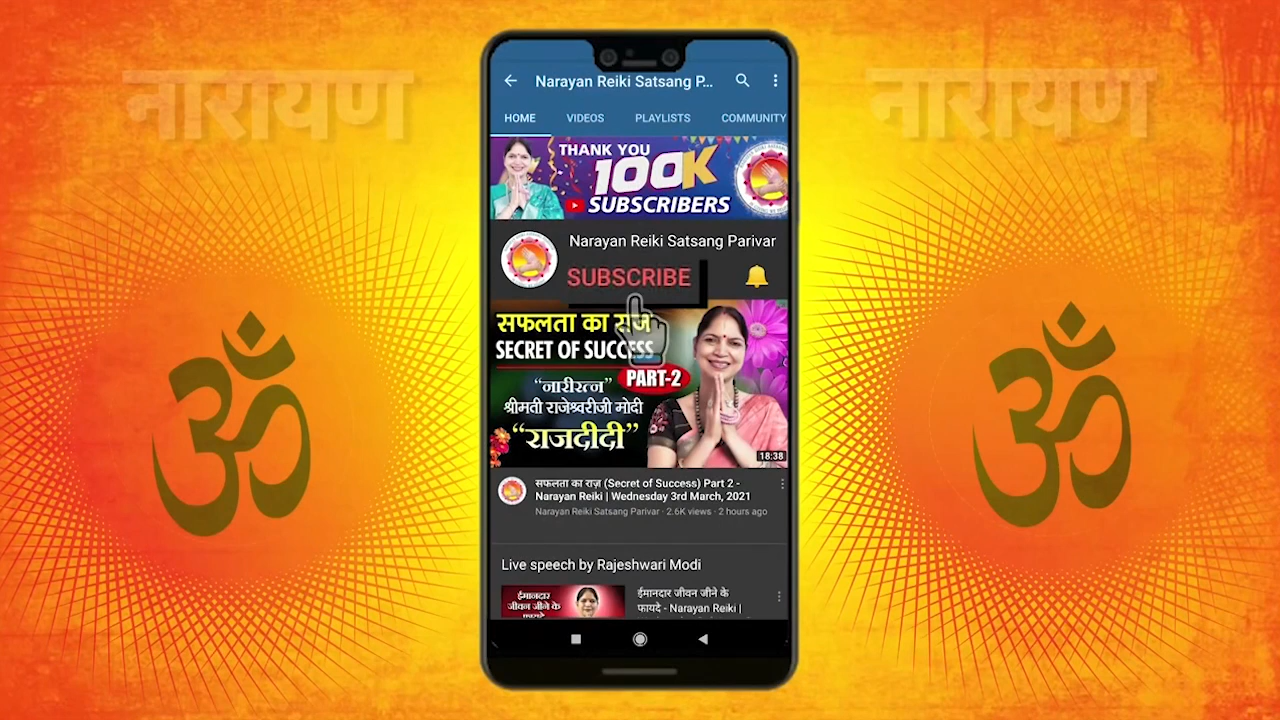 नारायण
नारायण
Narayan Reiki Satsang P...
HOME VIDEOS PLAYLISTS COMMUNITY
THANK YOU
100K
SUBSCRIBERS
Narayan Reiki Satsang Parivar
SUBSCRIBE
सफलता का राज
SECRET OF SUCCESS
PART-2
“नारीरत्न”
श्रीमती राजेश्वरीजी मोदी
“राजदीदी”
18:38
सफलता का राज़ (Secret of Success) Part 2 -
Narayan Reiki | Wednesday 3rd March, 2021
Narayan Reiki Satsang Parivar · 2.6K views · 2 hours ago
Live speech by Rajeshwari Modi
ईमानदार
जीवन जीने के
ईमानदार जीवन जीने के
फायदे - Narayan Reiki |
ॐ
ॐ